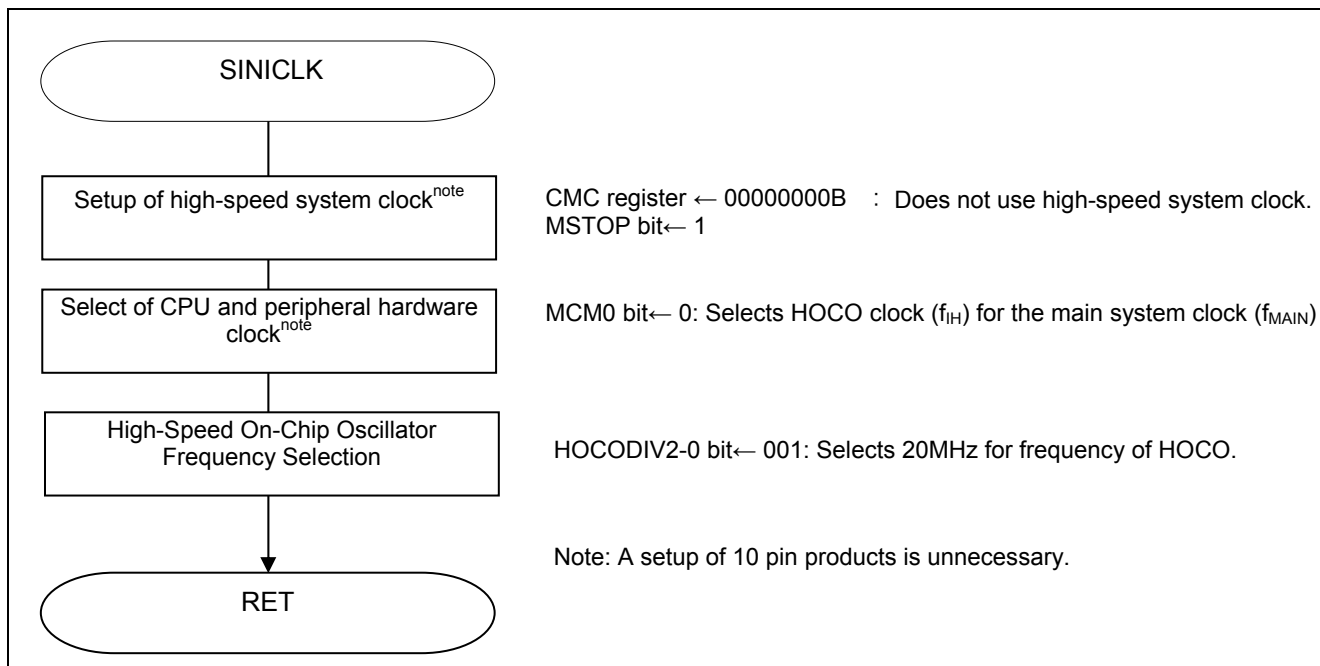 SINICLK
Setup of high-speed system clock^note
CMC register ← 00000000B : Does not use high-speed system clock.
MSTOP bit← 1
Select of CPU and peripheral hardware
clock^note
MCM0 bit← 0: Selects HOCO clock (f_IH) for the main system clock (f_MAIN)
High-Speed On-Chip Oscillator
Frequency Selection
HOCODIV2-0 bit← 001: Selects 20MHz for frequency of HOCO.
Note: A setup of 10 pin products is unnecessary.
RET